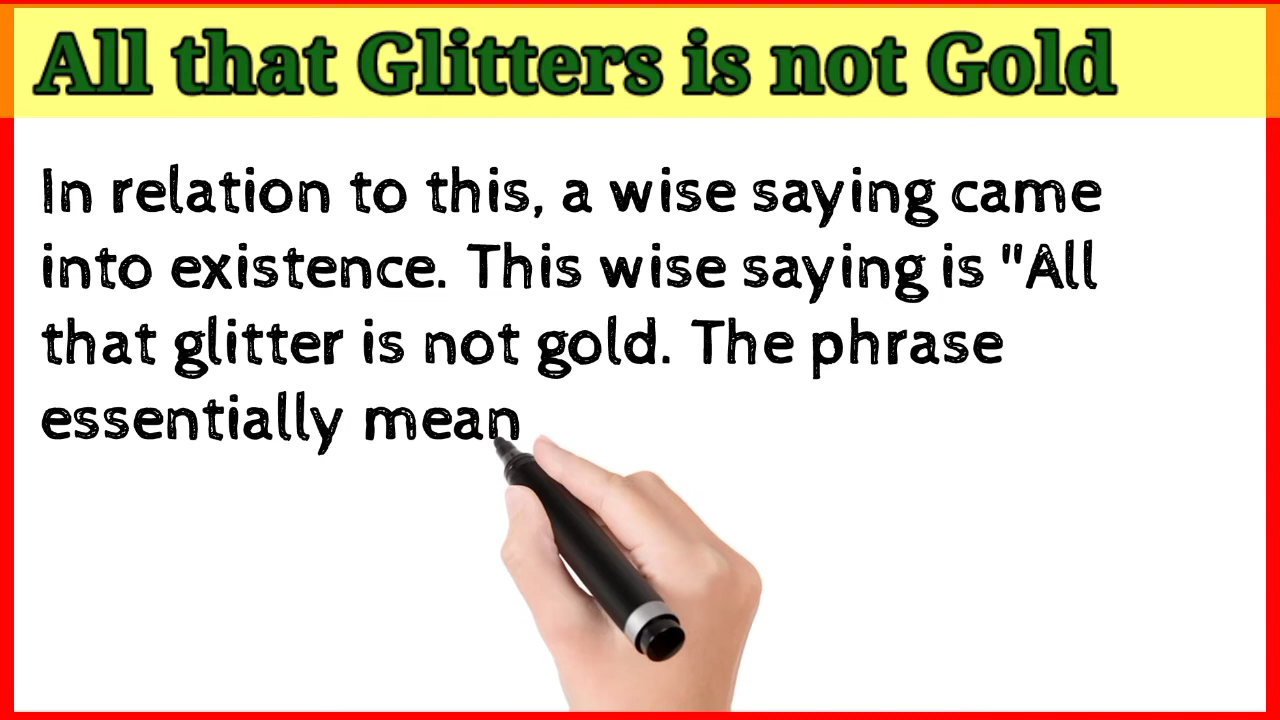 All that Glitters is not Gold
In relation to this, a wise saying came
into existence. This wise saying is "All
that glitter is not gold. The phrase
essentially mean